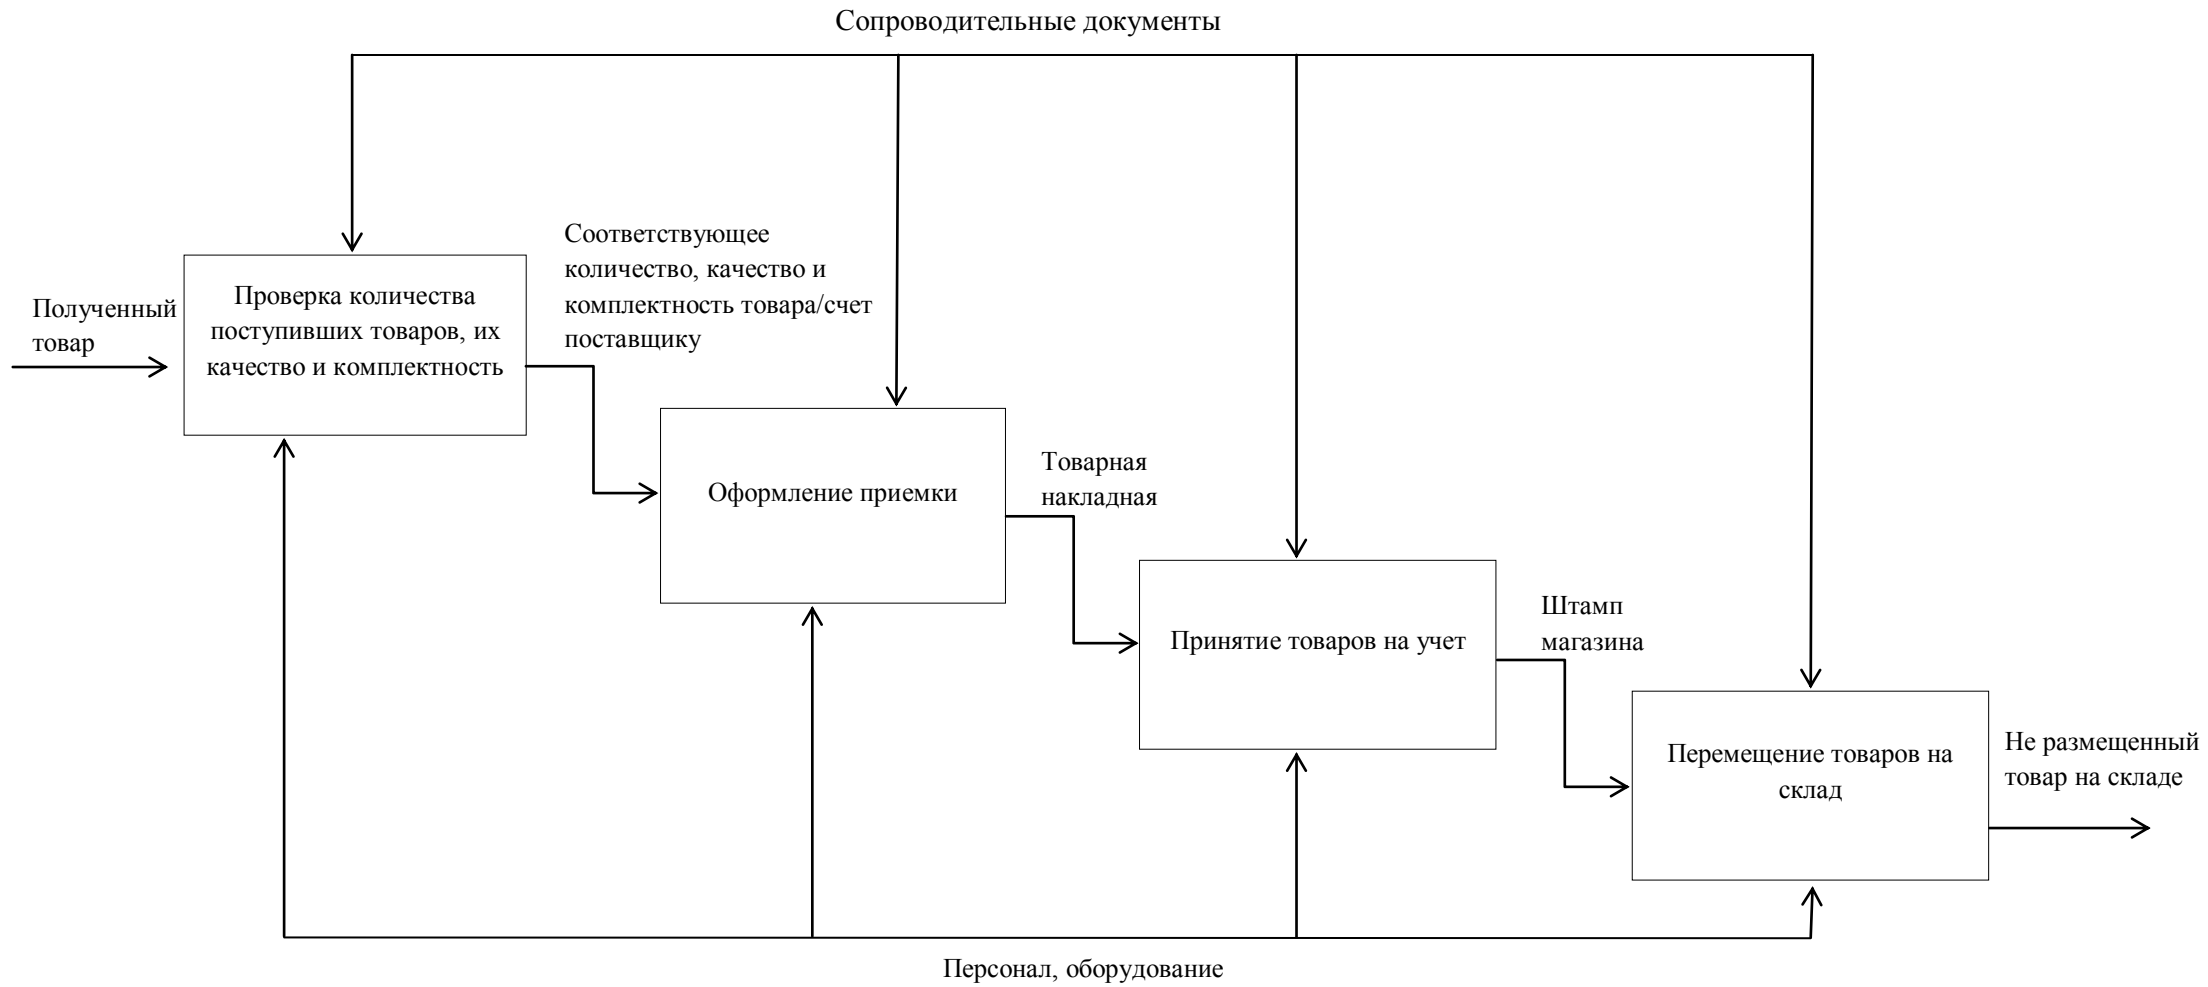 Сопроводительные документы
Полученный
товар
Проверка количества
поступивших товаров, их
качество и комплектность
Соответствующее
количество, качество и
комплектность товара/счет
поставщику
Оформление приемки
Товарная
накладная
Принятие товаров на учет
Штамп
магазина
Перемещение товаров на
склад
Не размещенный
товар на складе
Персонал, оборудование